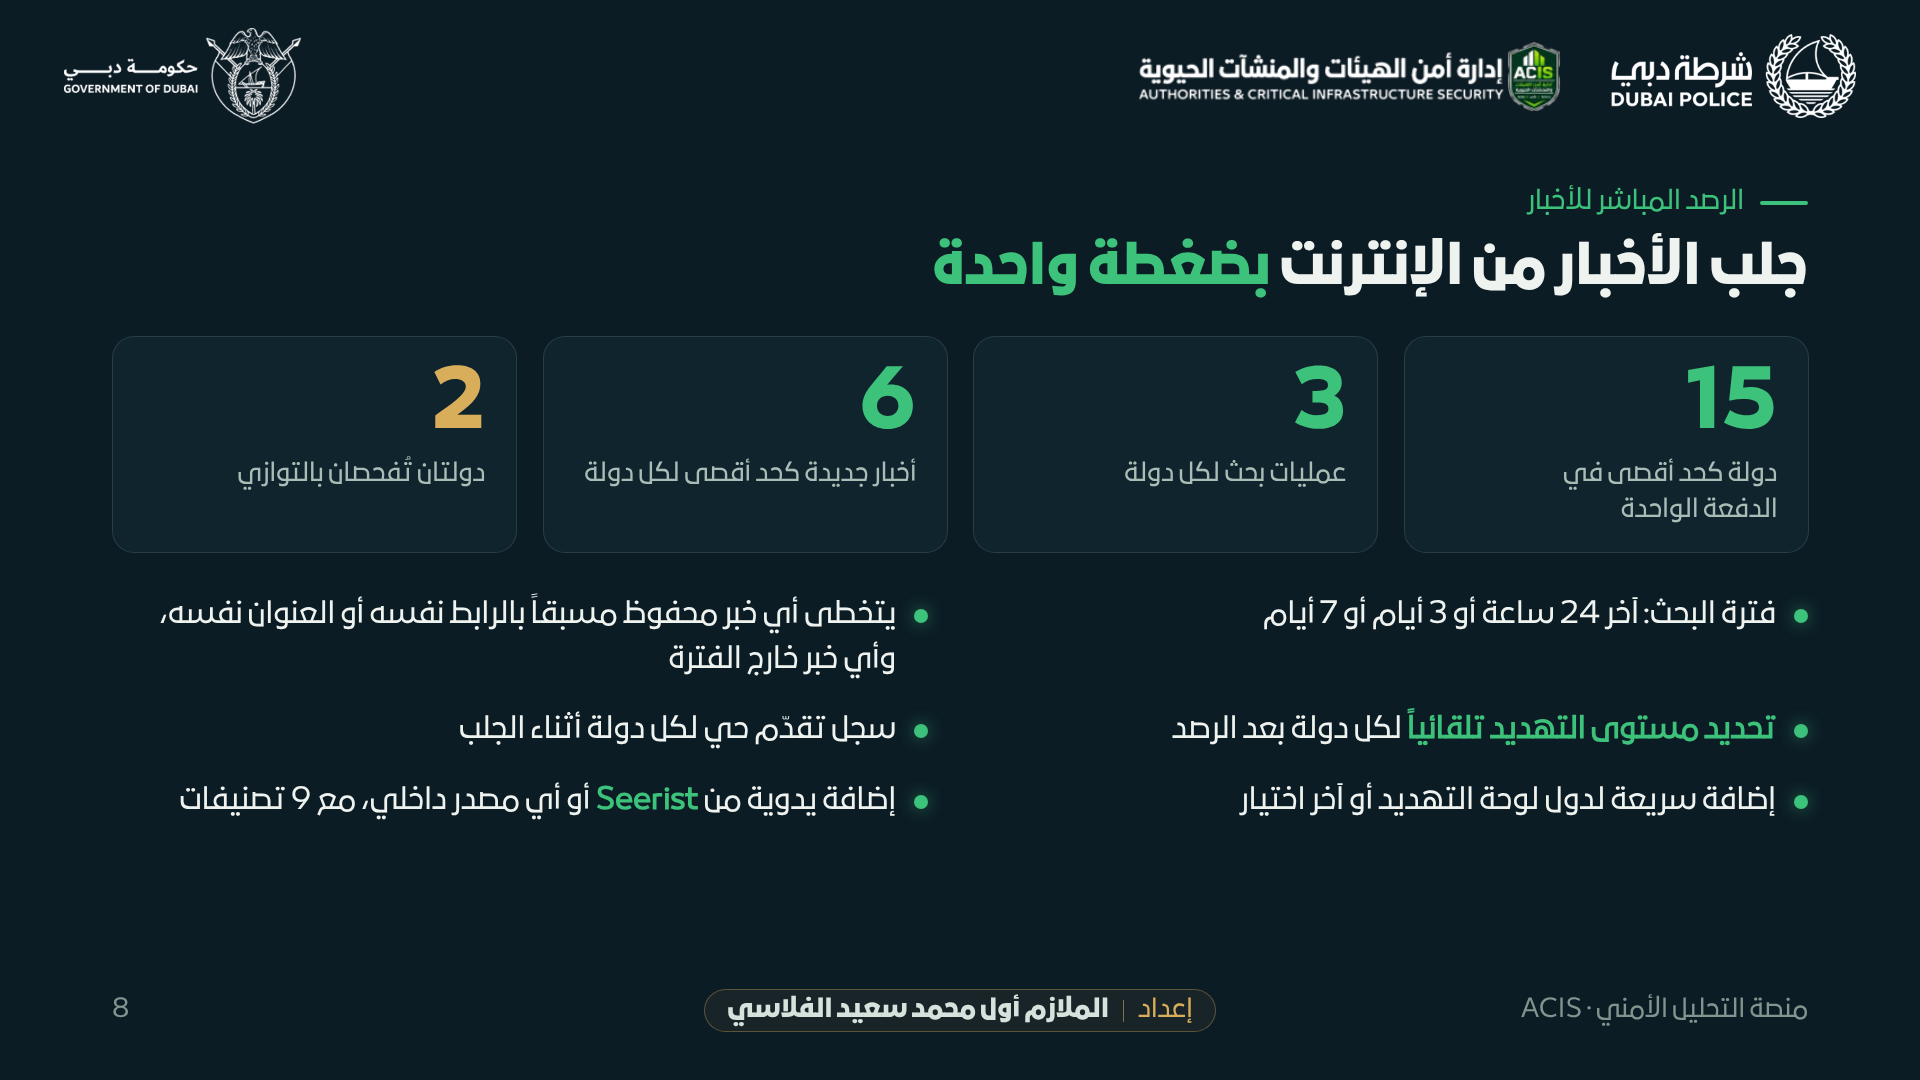 شرطة دبي
DUBAI POLICE
إدارة أمن الهيئات والمنشآت الحيوية
AUTHORITIES & CRITICAL INFRASTRUCTURE SECURITY
ACIS
حكومة دبي
GOVERNMENT OF DUBAI
الرصد المباشر للأخبار
جلب الأخبار من الإنترنت بضغطة واحدة
15
دولة كحد أقصى في
الدفعة الواحدة
3
عمليات بحث لكل دولة
6
أخبار جديدة كحد أقصى لكل دولة
2
دولتان تُفحصان بالتوازي
فترة البحث: آخر 24 ساعة أو 3 أيام أو 7 أيام
يتخطى أي خبر محفوظ مسبقاً بالرابط نفسه أو العنوان نفسه،
وأي خبر خارج الفترة
تحديد مستوى التهديد تلقائياً لكل دولة بعد الرصد
سجل تقدّم حي لكل دولة أثناء الجلب
إضافة سريعة لدول لوحة التهديد أو آخر اختيار
إضافة يدوية من Seerist أو أي مصدر داخلي، مع 9 تصنيفات
منصة التحليل الأمني · ACIS
إعداد | الملازم أول محمد سعيد الفلاسي
8